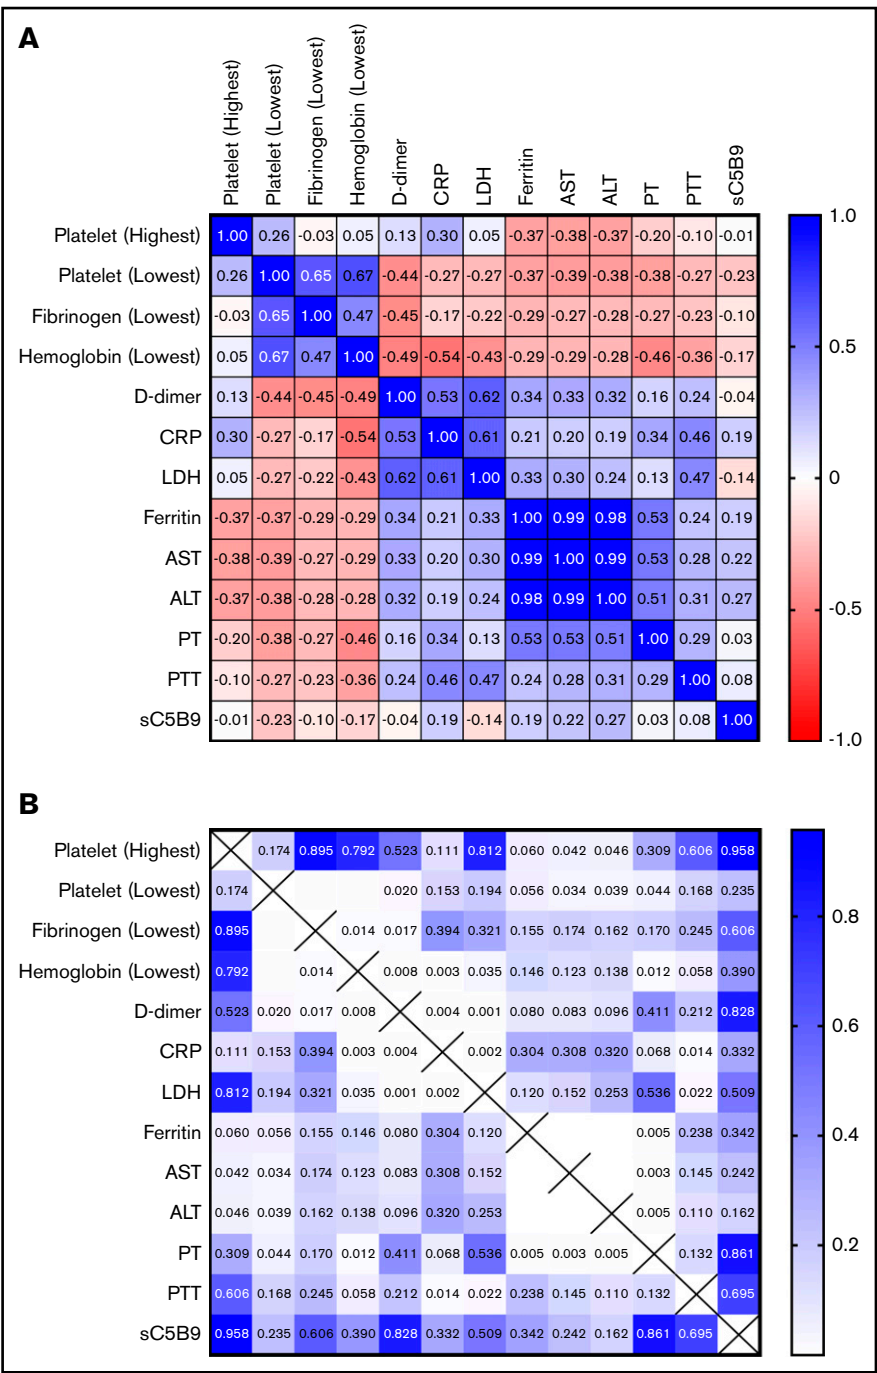 A
Platelet (Highest)
Platelet (Lowest)
Fibrinogen (Lowest)
Hemoglobin (Lowest)
D-dimer
CRP
LDH
Ferritin
AST
ALT
PT
PTT
sC5B9
Platelet (Highest) 1.00 0.26 -0.03 0.05 0.13 0.30 0.05 -0.37 -0.38 -0.37 -0.20 -0.10 -0.01
Platelet (Lowest) 0.26 1.00 0.65 0.67 -0.44 -0.27 -0.27 -0.37 -0.39 -0.38 -0.38 -0.27 -0.23
Fibrinogen (Lowest) -0.03 0.65 1.00 0.47 -0.45 -0.17 -0.22 -0.29 -0.27 -0.28 -0.27 -0.23 -0.10
Hemoglobin (Lowest) 0.05 0.67 0.47 1.00 -0.49 -0.54 -0.43 -0.29 -0.29 -0.28 -0.46 -0.36 -0.17
D-dimer 0.13 -0.44 -0.45 -0.49 1.00 0.53 0.62 0.34 0.33 0.32 0.16 0.24 -0.04
CRP 0.30 -0.27 -0.17 -0.54 0.53 1.00 0.61 0.21 0.20 0.19 0.34 0.46 0.19
LDH 0.05 -0.27 -0.22 -0.43 0.62 0.61 1.00 0.33 0.30 0.24 0.13 0.47 -0.14
Ferritin -0.37 -0.37 -0.29 -0.29 0.34 0.21 0.33 1.00 0.99 0.98 0.53 0.24 0.19
AST -0.38 -0.39 -0.27 -0.29 0.33 0.20 0.30 0.99 1.00 0.99 0.53 0.28 0.22
ALT -0.37 -0.38 -0.28 -0.28 0.32 0.19 0.24 0.98 0.99 1.00 0.51 0.31 0.27
PT -0.20 -0.38 -0.27 -0.46 0.16 0.34 0.13 0.53 0.53 0.51 1.00 0.29 0.03
PTT -0.10 -0.27 -0.23 -0.36 0.24 0.46 0.47 0.24 0.28 0.31 0.29 1.00 0.08
sC5B9 -0.01 -0.23 -0.10 -0.17 -0.04 0.19 -0.14 0.19 0.22 0.27 0.03 0.08 1.00
1.0
0.5
0
-0.5
-1.0
B
Platelet (Highest) 0.174 0.895 0.792 0.523 0.111 0.812 0.060 0.042 0.046 0.309 0.606 0.958
Platelet (Lowest) 0.174 0.020 0.153 0.194 0.056 0.034 0.039 0.044 0.168 0.235
Fibrinogen (Lowest) 0.895 0.014 0.017 0.394 0.321 0.155 0.174 0.162 0.170 0.245 0.606
Hemoglobin (Lowest) 0.792 0.014 0.008 0.003 0.035 0.146 0.123 0.138 0.012 0.058 0.390
D-dimer 0.523 0.020 0.017 0.008 0.004 0.001 0.080 0.083 0.096 0.411 0.212 0.828
CRP 0.111 0.153 0.394 0.003 0.004 0.002 0.304 0.308 0.320 0.068 0.014 0.332
LDH 0.812 0.194 0.321 0.035 0.001 0.002 0.120 0.152 0.253 0.536 0.022 0.509
Ferritin 0.060 0.056 0.155 0.146 0.080 0.304 0.120 0.005 0.238 0.342
AST 0.042 0.034 0.174 0.123 0.083 0.308 0.152 0.003 0.145 0.242
ALT 0.046 0.039 0.162 0.138 0.096 0.320 0.253 0.005 0.110 0.162
PT 0.309 0.044 0.170 0.012 0.411 0.068 0.536 0.005 0.003 0.005 0.132 0.861
PTT 0.606 0.168 0.245 0.058 0.212 0.014 0.022 0.238 0.145 0.110 0.132 0.695
sC5B9 0.958 0.235 0.606 0.390 0.828 0.332 0.509 0.342 0.242 0.162 0.861 0.695
0.8
0.6
0.4
0.2